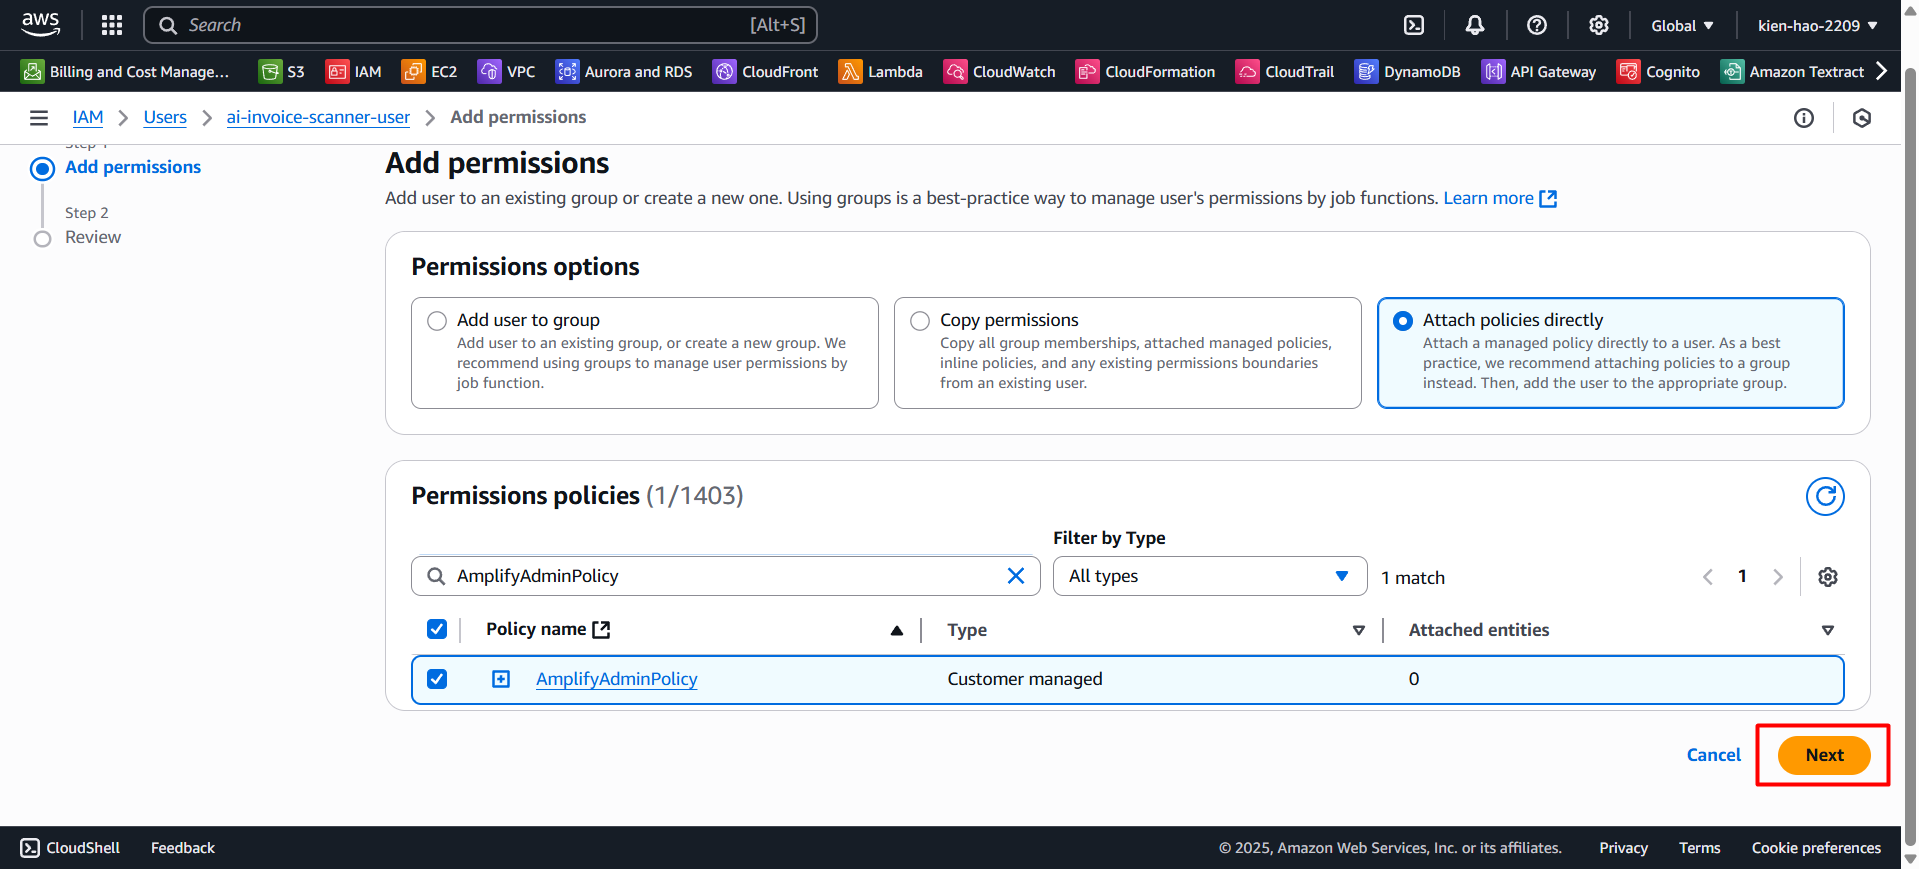 aws
Search [Alt+S]
Global
kien-hao-2209
Billing and Cost Manage...
S3
IAM
EC2
VPC
Aurora and RDS
CloudFront
Lambda
CloudWatch
CloudFormation
CloudTrail
DynamoDB
API Gateway
Cognito
Amazon Textract
IAM
Users
ai-invoice-scanner-user
Add permissions
Step 1
Add permissions
Step 2
Review
Add permissions
Add user to an existing group or create a new one. Using groups is a best-practice way to manage user's permissions by job functions. Learn more
Permissions options
Add user to group
Add user to an existing group, or create a new group. We
recommend using groups to manage user permissions by
job function.
Copy permissions
Copy all group memberships, attached managed policies,
inline policies, and any existing permissions boundaries
from an existing user.
Attach policies directly
Attach a managed policy directly to a user. As a best
practice, we recommend attaching policies to a group
instead. Then, add the user to the appropriate group.
Permissions policies (1/1403)
Filter by Type
AmplifyAdminPolicy
All types
1 match
1
Policy name
Type
Attached entities
AmplifyAdminPolicy
Customer managed
0
Cancel
Next
CloudShell
Feedback
© 2025, Amazon Web Services, Inc. or its affiliates.
Privacy
Terms
Cookie preferences